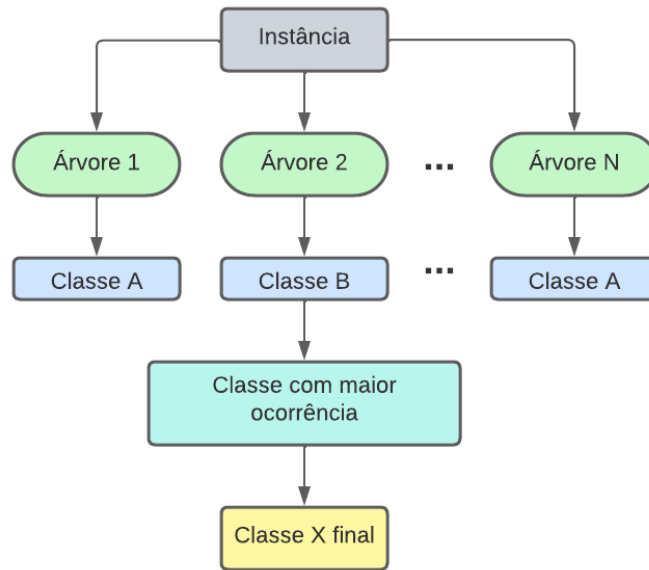 Instância
Árvore 1
Árvore 2
...
Árvore N
Classe A
Classe B
...
Classe A
Classe com maior
ocorrência
Classe X final